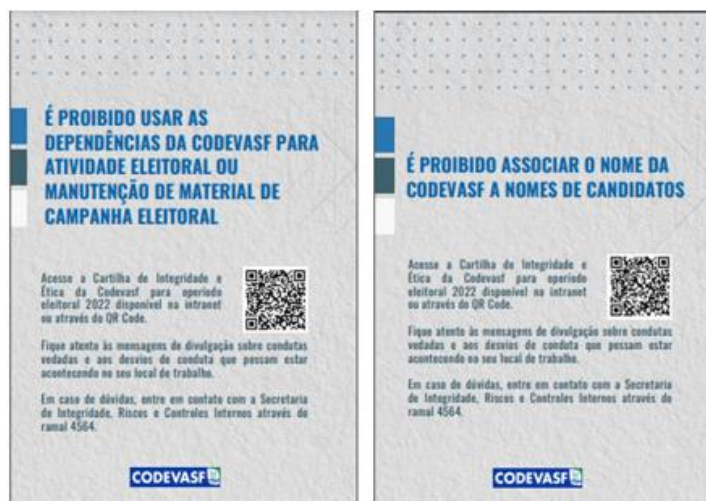 É PROIBIDO USAR AS
DEPENDÊNCIAS DA CODEVASF PARA
ATIVIDADE ELEITORAL OU
MANUTENÇÃO DE MATERIAL DE
CAMPANHA ELEITORAL
Acesse a Cartilha de Integridade e
Ética da Codevasf para operiodo
eleitoral 2022 disponível na intranet
ou através do QR Code.
Fique atento às mensagens de divulgação sobre condutas
vedadas e aos desvios de conduta que possam estar
acontecendo no seu local de trabalho.
Em caso de dúvidas, entre em contato com a Secretaria
de Integridade, Riscos e Controles Internos através do
ramal 4564.
CODEVASF
É PROIBIDO ASSOCIAR O NOME DA
CODEVASF A NOMES DE CANDIDATOS
Acesse a Cartilha de Integridade e
Ética da Codevasf para operiodo
eleitoral 2022 disponível na intranet
ou através do QR Code.
Fique atento às mensagens de divulgação sobre condutas
vedadas e aos desvios de conduta que possam estar
acontecendo no seu local de trabalho.
Em caso de dúvidas, entre em contato com a Secretaria
de Integridade, Riscos e Controles Internos através do
ramal 4564.
CODEVASF